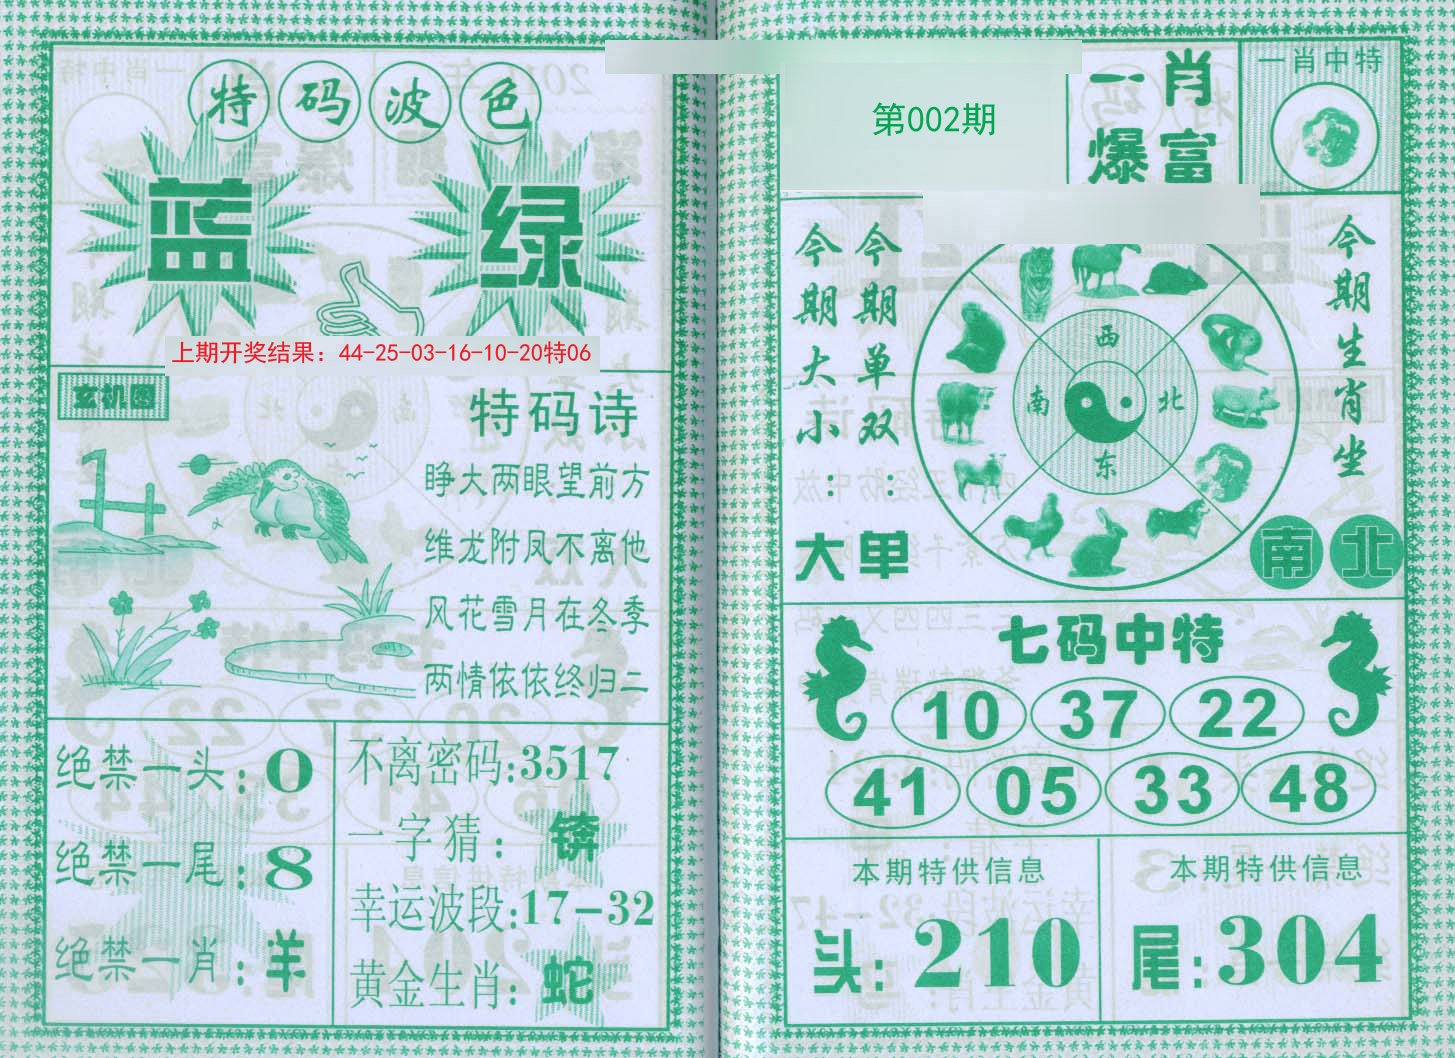 特码波色
蓝 绿
上期开奖结果：44-25-03-16-10-20特06
玄机图
特码诗
睁大两眼望前方
维龙附凤不离他
风花雪月在冬季
两情依依终归二
绝禁一头：0
绝禁一尾：8
绝禁一肖：羊
不离密码：3517
一字猜：
幸运波段：17-32
黄金生肖：蛇
第002期
一肖
爆富
一肖中特
今期大小：
大
今期单双：
单
西
南 北
东
今期生肖坐
南 北
七码中特
10 37 22
41 05 33 48
本期特供信息
头：210
本期特供信息
尾：304